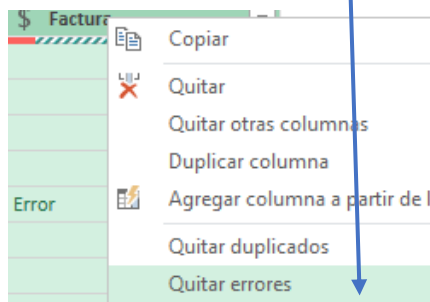 $ Factura
Copiar
Quitar
Quitar otras columnas
Duplicar columna
Error
Agregar columna a partir de l
Quitar duplicados
Quitar errores